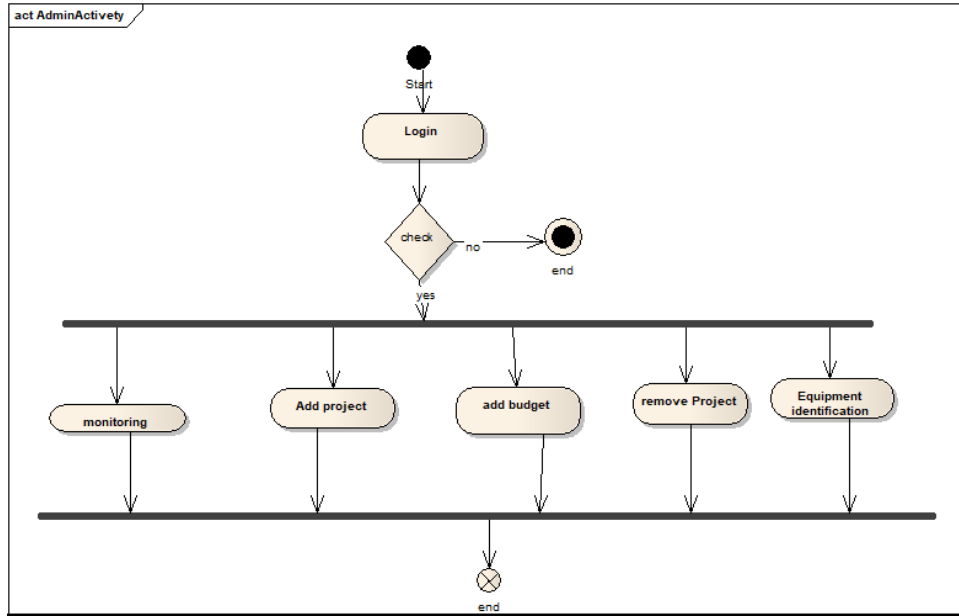 act AdminActivety
Start
Login
check
no
end
yes
monitoring
Add project
add budget
remove Project
Equipment
identification
end